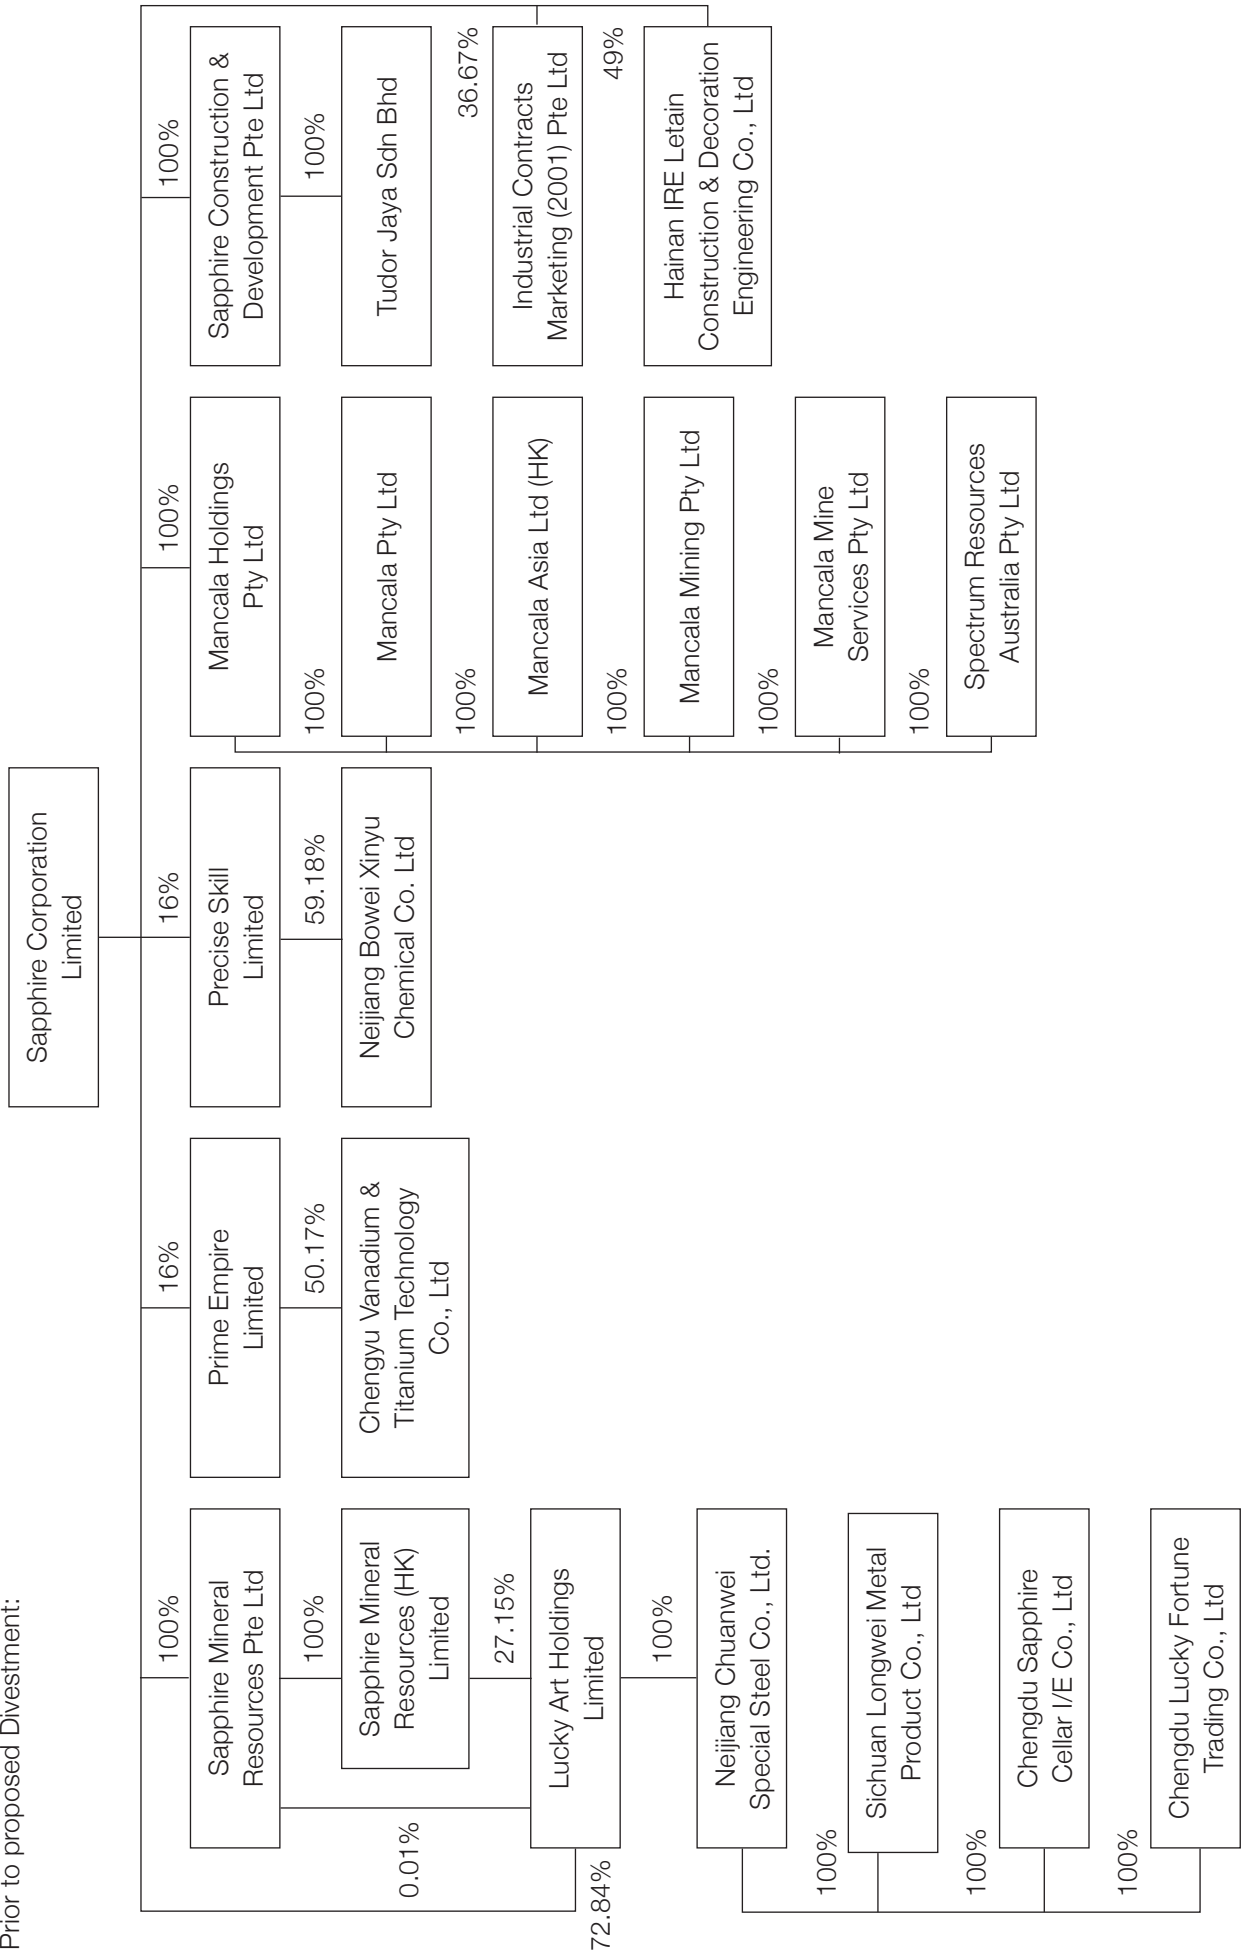 Prior to proposed Divestment:
Sapphire Corporation
Limited
100%
Sapphire Mineral
Resources Pte Ltd
100%
Sapphire Mineral
Resources (HK)
Limited
0.01%
27.15%
72.84%
Lucky Art Holdings
Limited
100%
Neijiang Chuanwei
Special Steel Co., Ltd.
100%
Sichuan Longwei Metal
Product Co., Ltd
100%
Chengdu Sapphire
Cellar I/E Co., Ltd
100%
Chengdu Lucky Fortune
Trading Co., Ltd
16%
Prime Empire
Limited
50.17%
Chengyu Vanadium &
Titanium Technology
Co., Ltd
16%
Precise Skill
Limited
59.18%
Neijiang Bowei Xinyu
Chemical Co. Ltd
100%
Mancala Holdings
Pty Ltd
100%
Mancala Pty Ltd
100%
Mancala Asia Ltd (HK)
100%
Mancala Mining Pty Ltd
100%
Mancala Mine
Services Pty Ltd
100%
Spectrum Resources
Australia Pty Ltd
100%
Sapphire Construction &
Development Pte Ltd
100%
Tudor Jaya Sdn Bhd
36.67%
Industrial Contracts
Marketing (2001) Pte Ltd
49%
Hainan IRE Letain
Construction & Decoration
Engineering Co., Ltd